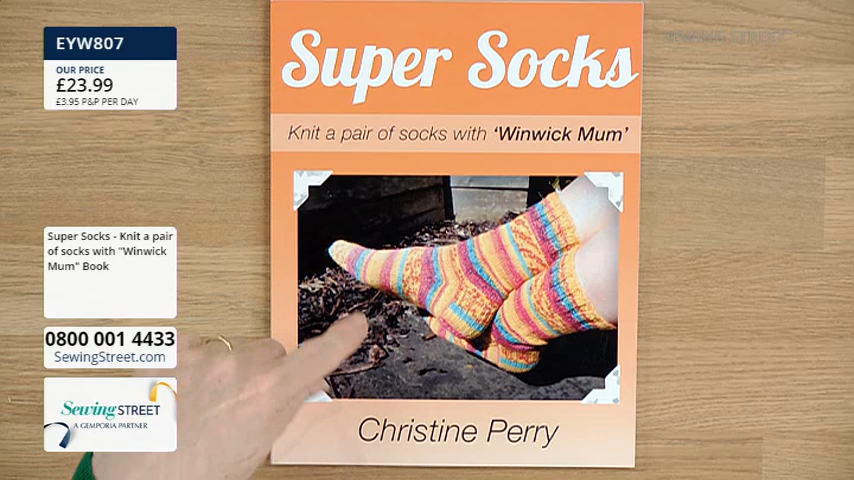 EYW807
OUR PRICE
£23.99
£3.95 P&P PER DAY
Super Socks - Knit a pair
of socks with "Winwick
Mum" Book
0800 001 4433
SewingStreet.com
Sewing STREET
A GEMPORIA PARTNER
Super Socks
Knit a pair of socks with ‘Winwick Mum’
Christine Perry
SEWING STREET